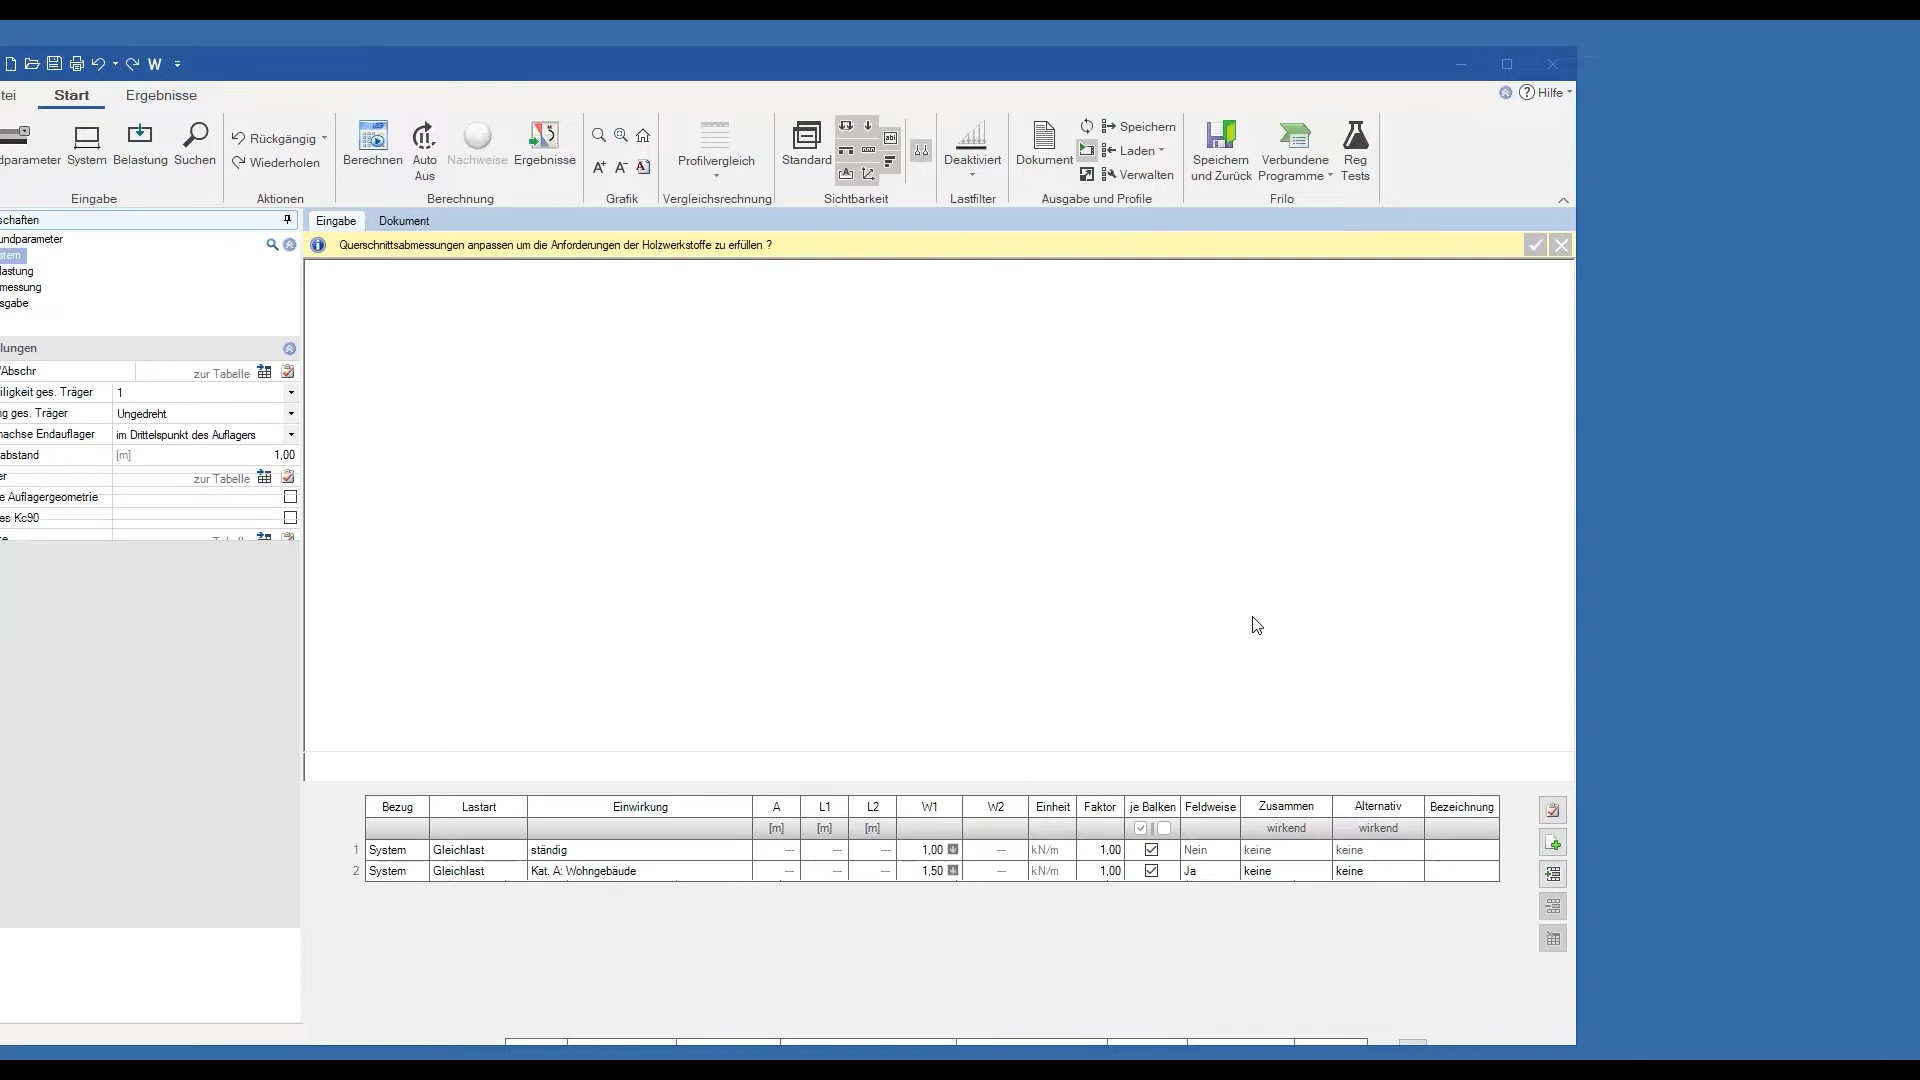 W
tei Start Ergebnisse Hilfe
Rückgängig
Wiederholen
dparameter System Belastung Suchen
Berechnen Auto Aus Nachweise Ergebnisse
Profilvergleich
Standard
Deaktiviert
Dokument Speichern
Laden
Verwalten
Speichern und Zurück Verbundene Programme Reg Tests
Eingabe Aktionen Berechnung Grafik Vergleichsrechnung Sichtbarkeit Lastfilter Ausgabe und Profile Frilo
schaften Eingabe Dokument
Querschnittsabmessungen anpassen um die Anforderungen der Holzwerkstoffe zu erfüllen ?
undparameter
stem
lastung
messung
sgabe
lungen
/Abschr zur Tabelle
iligkeit ges. Träger 1
ng ges. Träger Ungedreht
nachse Endauflager im Drittelspunkt des Auflagers
abstand [m] 1,00
er zur Tabelle
e Auflagergeometrie
es Kc90
Bezug Lastart Einwirkung A L1 L2 W1 W2 Einheit Faktor je Balken Feldweise Zusammen Alternativ Bezeichnung
[m] [m] [m] wirkend wirkend
1 System Gleichlast ständig --- --- --- 1,00 --- kN/m 1,00 Nein keine keine
2 System Gleichlast Kat. A: Wohngebäude --- --- --- 1,50 --- kN/m 1,00 Ja keine keine